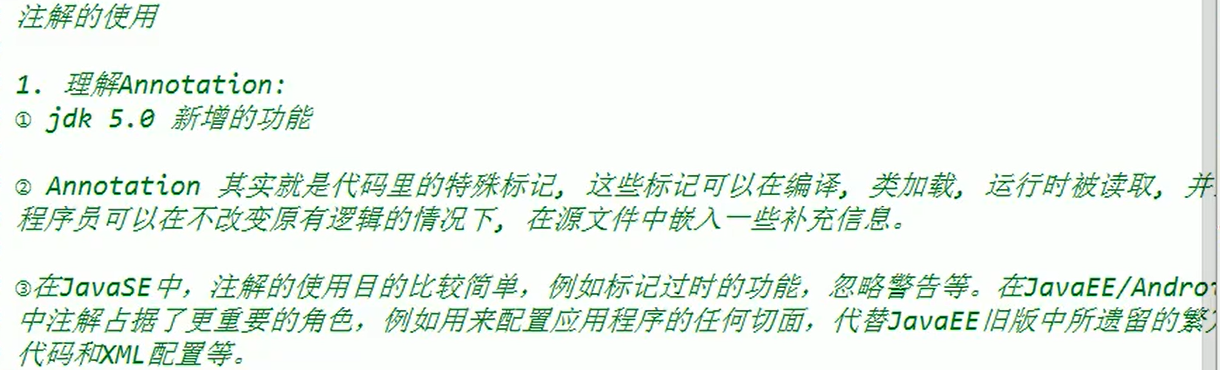 注解的使用
1. 理解Annotation:
① jdk 5.0 新增的功能
② Annotation 其实就是代码里的特殊标记, 这些标记可以在编译, 类加载, 运行时被读取, 并
程序员可以在不改变原有逻辑的情况下, 在源文件中嵌入一些补充信息。
③在JavaSE中，注解的使用目的比较简单，例如标记过时的功能，忽略警告等。在JavaEE/Andro
中注解占据了更重要的角色，例如用来配置应用程序的任何切面，代替JavaEE旧版中所遗留的繁
代码和XML配置等。